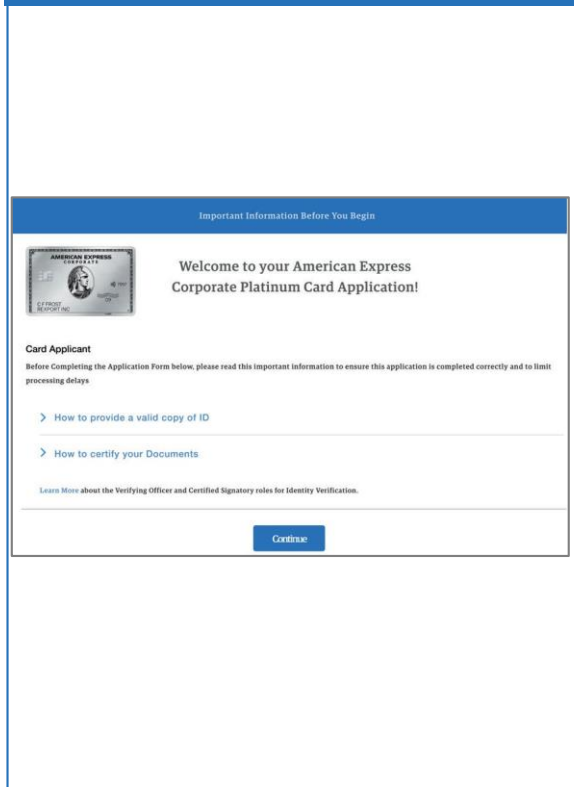 Important Information Before You Begin
AMERICAN EXPRESS
CORPORATE
C F FROST
Welcome to your American Express
Corporate Platinum Card Application!
Card Applicant
Before Completing the Application Form below, please read this important information to ensure this application is completed correctly and to limit
processing delays
How to provide a valid copy of ID
How to certify your Documents
Learn More about the Verifying Officer and Certified Signatory roles for Identity Verification.
Continue